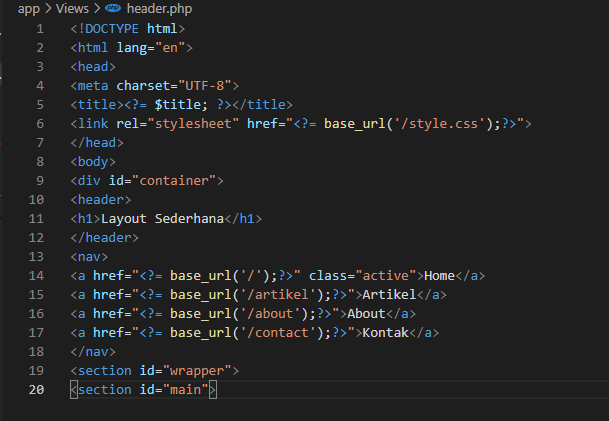 app > Views > header.php
1 <!DOCTYPE html>
2 <html lang="en">
3 <head>
4 <meta charset="UTF-8">
5 <title><?= $title; ?></title>
6 <link rel="stylesheet" href="<?= base_url('/style.css');?>">
7 </head>
8 <body>
9 <div id="container">
10 <header>
11 <h1>Layout Sederhana</h1>
12 </header>
13 <nav>
14 <a href="<?= base_url('/');?>" class="active">Home</a>
15 <a href="<?= base_url('/artikel');?>">Artikel</a>
16 <a href="<?= base_url('/about');?>">About</a>
17 <a href="<?= base_url('/contact');?>">Kontak</a>
18 </nav>
19 <section id="wrapper">
20 <section id="main">